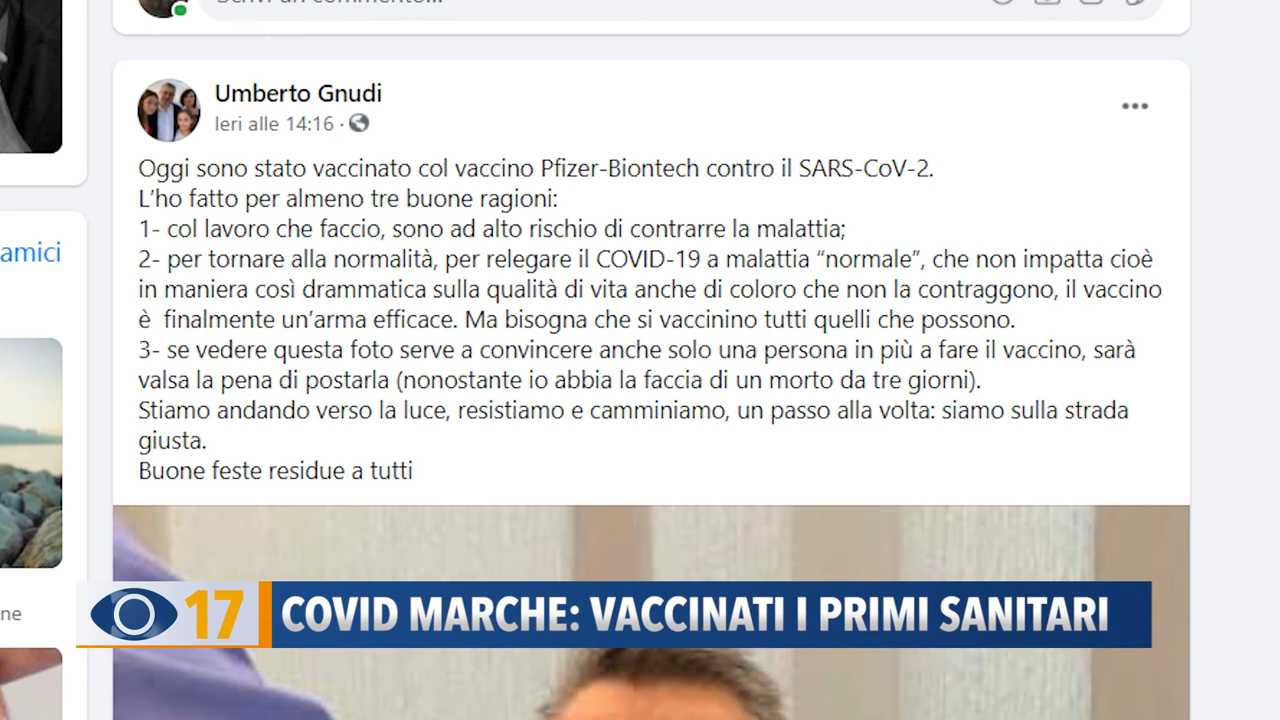 Scrivi un commento...
Umberto Gnudi
Ieri alle 14:16 ·
Oggi sono stato vaccinato col vaccino Pfizer-Biontech contro il SARS-CoV-2.
L'ho fatto per almeno tre buone ragioni:
1- col lavoro che faccio, sono ad alto rischio di contrarre la malattia;
2- per tornare alla normalità, per relegare il COVID-19 a malattia “normale”, che non impatta cioè
in maniera così drammatica sulla qualità di vita anche di coloro che non la contraggono, il vaccino
è  finalmente un'arma efficace. Ma bisogna che si vaccinino tutti quelli che possono.
3- se vedere questa foto serve a convincere anche solo una persona in più a fare il vaccino, sarà
valsa la pena di postarla (nonostante io abbia la faccia di un morto da tre giorni).
Stiamo andando verso la luce, resistiamo e camminiamo, un passo alla volta: siamo sulla strada
giusta.
Buone feste residue a tutti
amici
ne
17
COVID MARCHE: VACCINATI I PRIMI SANITARI